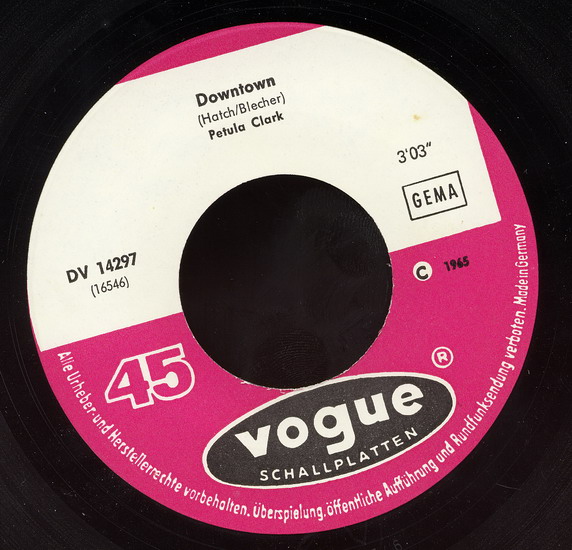 Downtown
(Hatch/Blecher)
Petula Clark
3'03"
GEMA
DV 14297
(16546)
C 1965
45
®
vogue
SCHALLPLATTEN
Alle Urheber- und Herstellerrechte vorbehalten. Überspielung, öffentliche Aufführung und Rundfunksendung verboten. Made in Germany